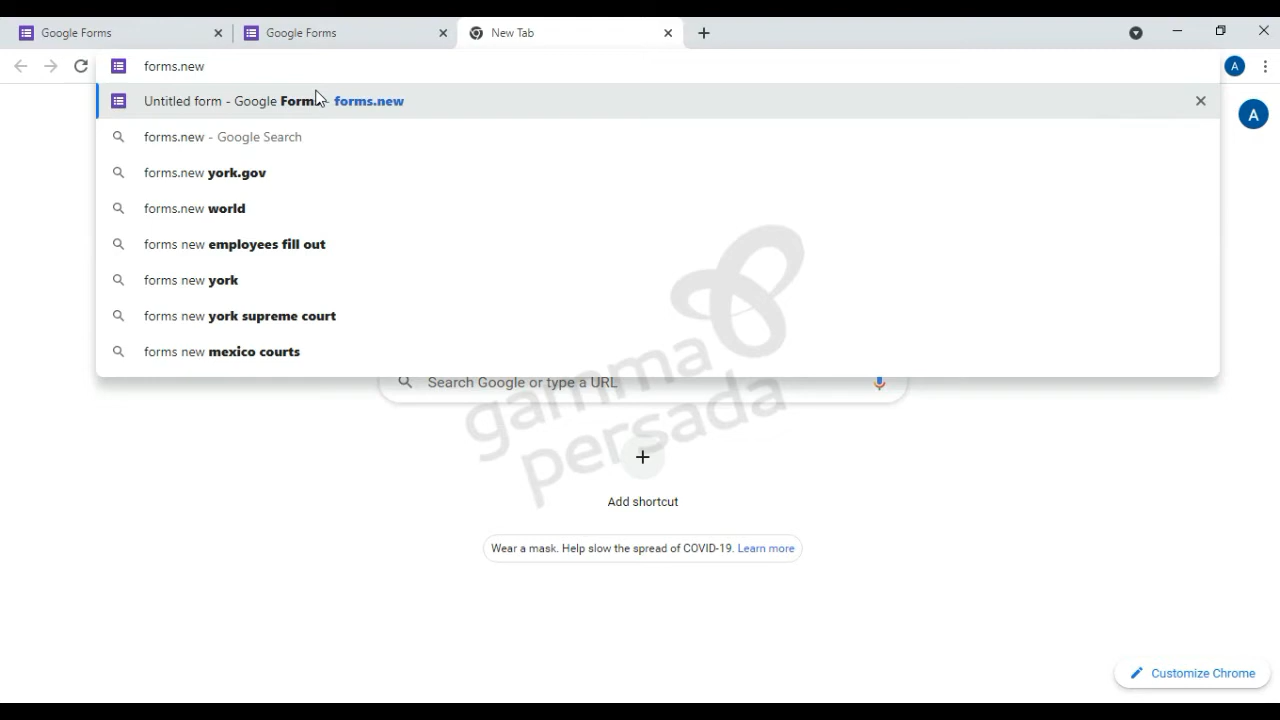 Google Forms
Google Forms
New Tab
forms.new
A
Untitled form - Google Forms - forms.new
A
forms.new - Google Search
forms.new york.gov
forms.new world
forms new employees fill out
forms new york
forms new york supreme court
forms new mexico courts
Search Google or type a URL
gamma
persada
Add shortcut
Wear a mask. Help slow the spread of COVID-19. Learn more
Customize Chrome